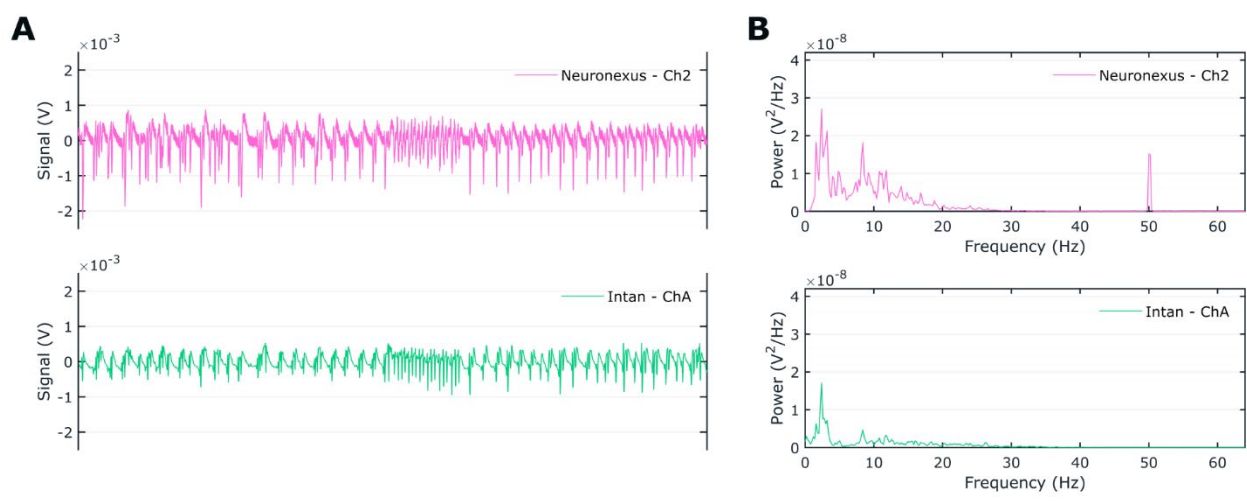 A
×10⁻³
2
1
0
-1
-2
Signal (V)
Neuronexus - Ch2
×10⁻³
2
1
0
-1
-2
Signal (V)
Intan - ChA
B
×10⁻⁸
4
3
2
1
0
Power (V²/Hz)
Neuronexus - Ch2
0 10 20 30 40 50 60
Frequency (Hz)
×10⁻⁸
4
3
2
1
0
Power (V²/Hz)
Intan - ChA
0 10 20 30 40 50 60
Frequency (Hz)